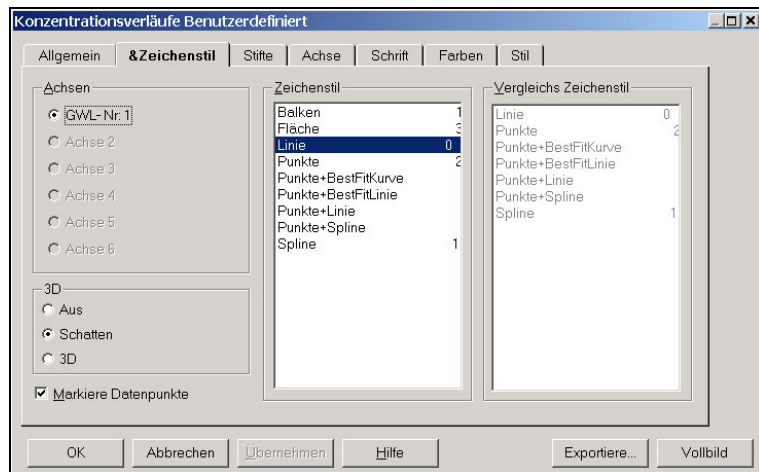 Konzentrationsverläufe Benutzerdefiniert
Allgemein
&Zeichenstil
Stifte
Achse
Schrift
Farben
Stil
Achsen
GWL- Nr: 1
Achse 2
Achse 3
Achse 4
Achse 5
Achse 6
3D
Aus
Schatten
3D
Markiere Datenpunkte
Zeichenstil
Balken 1
Fläche 3
Linie 0
Punkte 2
Punkte+BestFitKurve
Punkte+BestFitLinie
Punkte+Linie
Punkte+Spline
Spline 1
Vergleichs Zeichenstil
Linie 0
Punkte 2
Punkte+BestFitKurve
Punkte+BestFitLinie
Punkte+Linie
Punkte+Spline
Spline 1
OK
Abbrechen
Übernehmen
Hilfe
Exportiere...
Vollbild